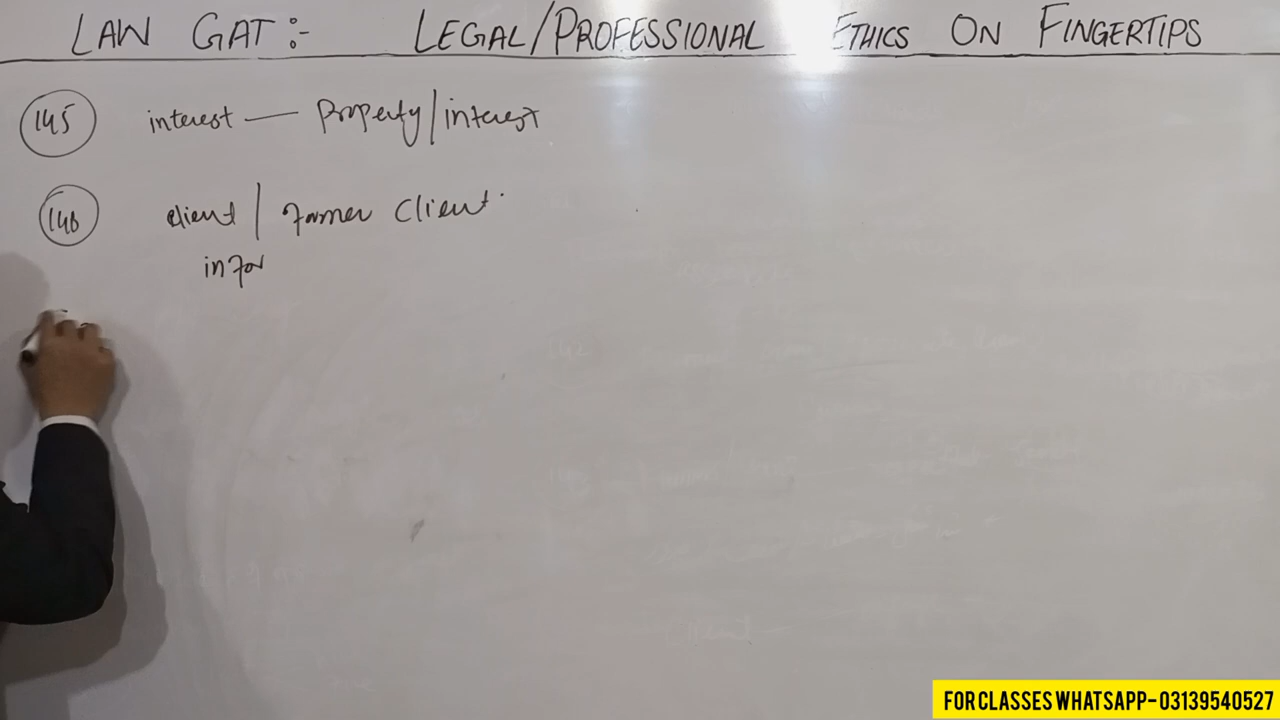 LAW GAT:- LEGAL/PROFESSIONAL ETHICS ON FINGERTIPS
145 interest — Property/interest
146 client | former client
infor
FOR CLASSES WHATSAPP-03139540527